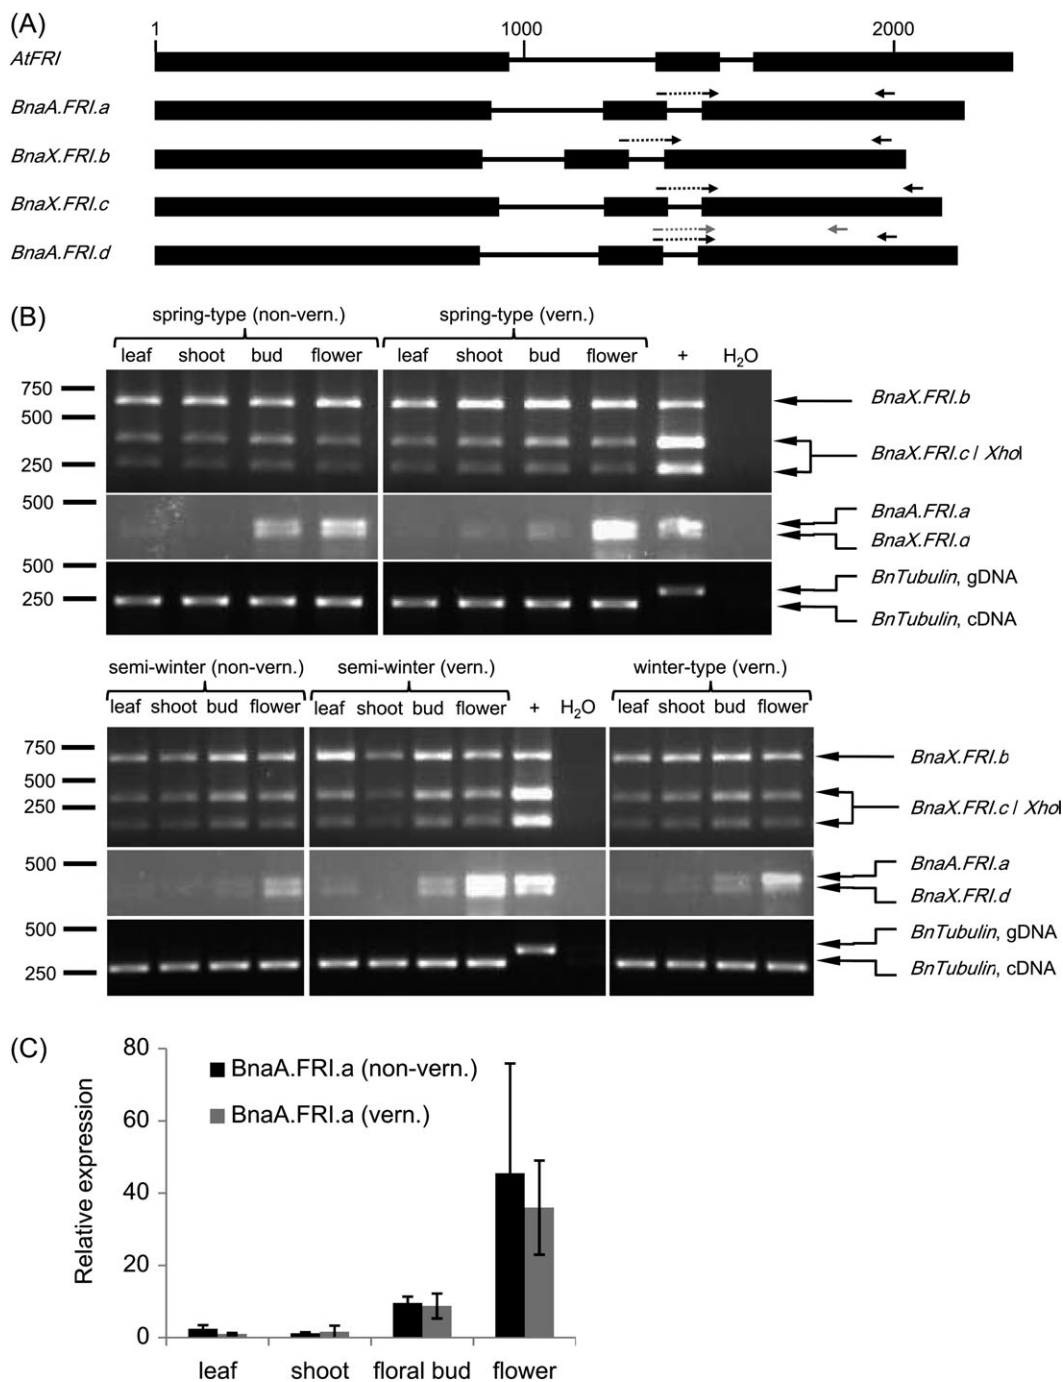 (A)
1 1000 2000
AtFRI
BnaA.FRI.a
BnaX.FRI.b
BnaX.FRI.c
BnaA.FRI.d
(B)
spring-type (non-vern.) spring-type (vern.)
leaf shoot bud flower leaf shoot bud flower + H2O
750
500
250
BnaX.FRI.b
BnaX.FRI.c / XhoI
500
BnaA.FRI.a
BnaX.FRI.d
500
250
BnTubulin, gDNA
BnTubulin, cDNA
semi-winter (non-vern.) semi-winter (vern.) winter-type (vern.)
leaf shoot bud flower leaf shoot bud flower + H2O leaf shoot bud flower
750
500
250
BnaX.FRI.b
BnaX.FRI.c / XhoI
500
BnaA.FRI.a
BnaX.FRI.d
500
250
BnTubulin, gDNA
BnTubulin, cDNA
(C)
Relative expression
80
60
40
20
0
BnaA.FRI.a (non-vern.)
BnaA.FRI.a (vern.)
leaf shoot floral bud flower